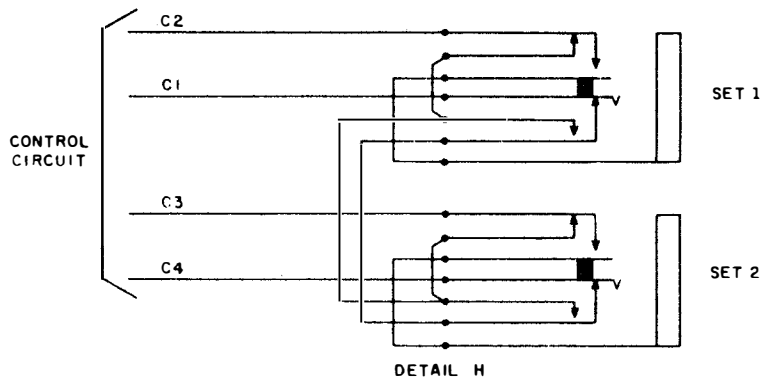 C2
C1
SET 1
CONTROL
CIRCUIT
C3
C4
SET 2
DETAIL H